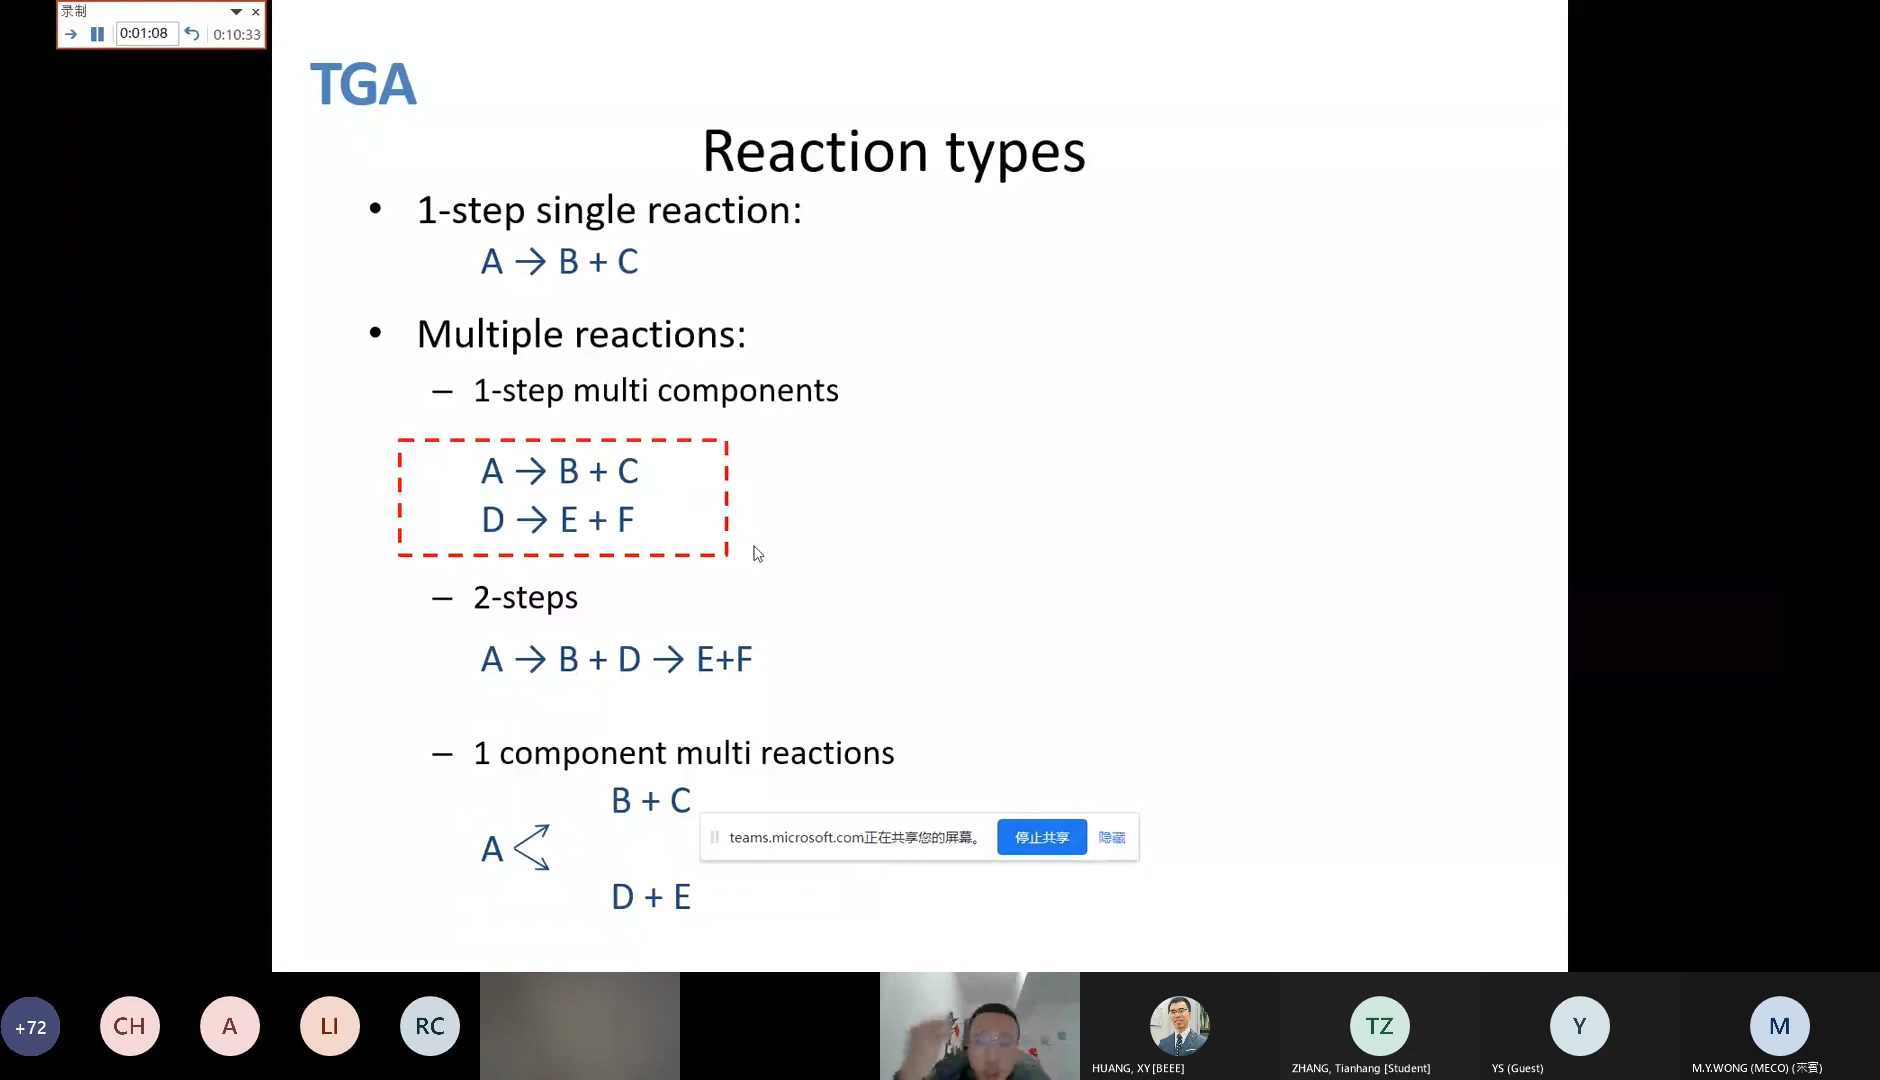 录制
0:01:08
0:10:33
TGA
Reaction types
• 1-step single reaction:
A → B + C
• Multiple reactions:
– 1-step multi components
A → B + C
D → E + F
– 2-steps
A → B + D → E+F
– 1 component multi reactions
B + C
A
D + E
teams.microsoft.com正在共享您的屏幕。 停止共享 隐藏
+72
CH
A
LI
RC
TZ
Y
M
HUANG, XY [BEEE]
ZHANG, Tianhang [Student]
YS (Guest)
M.Y.WONG (MECO) (来宾)